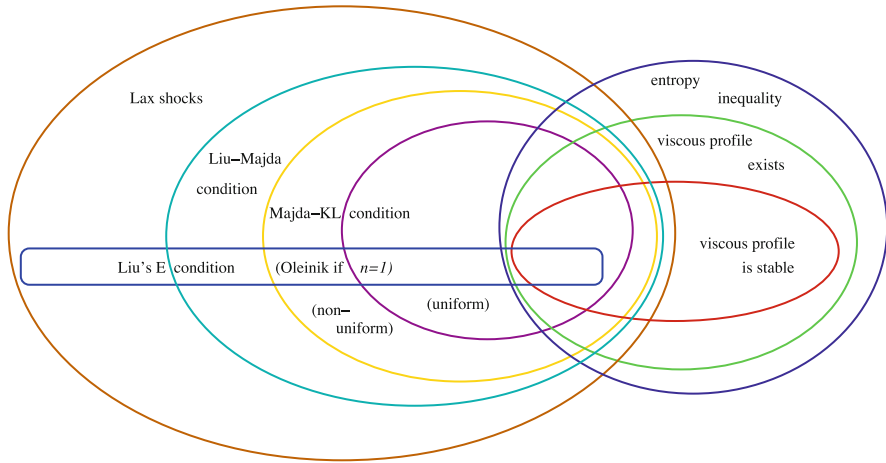 entropy
inequality
Lax shocks
viscous profile
exists
Liu–Majda
condition
Majda–KL condition
viscous profile
is stable
Liu's E condition (Oleinik if n=1)
(uniform)
(non–
uniform)